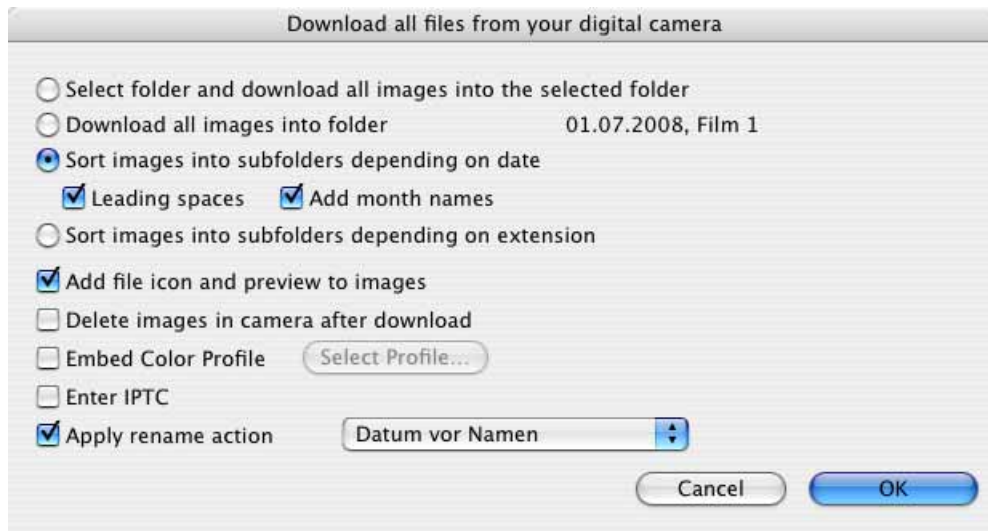 Download all files from your digital camera
Select folder and download all images into the selected folder
Download all images into folder 01.07.2008, Film 1
Sort images into subfolders depending on date
Leading spaces Add month names
Sort images into subfolders depending on extension
Add file icon and preview to images
Delete images in camera after download
Embed Color Profile Select Profile...
Enter IPTC
Apply rename action Datum vor Namen
Cancel OK